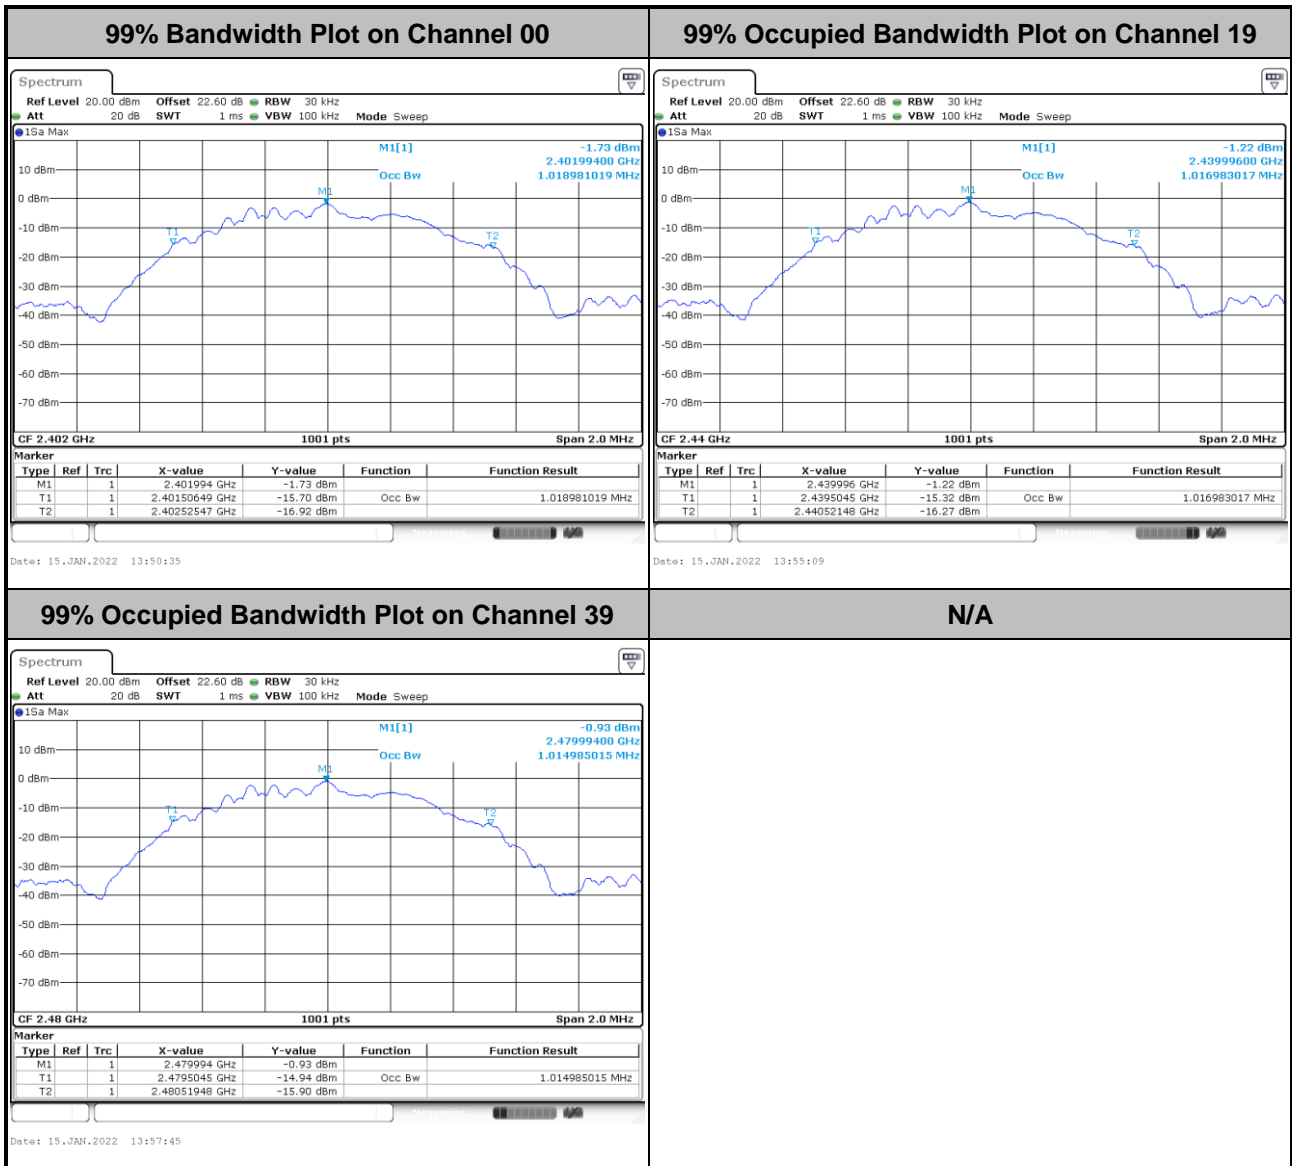 99% Bandwidth Plot on Channel 00
99% Occupied Bandwidth Plot on Channel 19
Spectrum
Ref Level 20.00 dBm Offset 22.60 dB RBW 30 kHz
Att 20 dB SWT 1 ms VBW 100 kHz Mode Sweep
1Sa Max
M1[1] -1.73 dBm
2.40199400 GHz
Occ Bw 1.018981019 MHz
10 dBm
0 dBm
-10 dBm
-20 dBm
-30 dBm
-40 dBm
-50 dBm
-60 dBm
-70 dBm
M1
T1
T2
CF 2.402 GHz 1001 pts Span 2.0 MHz
Marker
Type Ref Trc X-value Y-value Function Function Result
M1 1 2.401994 GHz -1.73 dBm
T1 1 2.40150649 GHz -15.70 dBm Occ Bw 1.018981019 MHz
T2 1 2.40252547 GHz -16.92 dBm
Measuring
Date: 15.JAN.2022 13:50:35
Spectrum
Ref Level 20.00 dBm Offset 22.60 dB RBW 30 kHz
Att 20 dB SWT 1 ms VBW 100 kHz Mode Sweep
1Sa Max
M1[1] -1.22 dBm
2.43999600 GHz
Occ Bw 1.016983017 MHz
10 dBm
0 dBm
-10 dBm
-20 dBm
-30 dBm
-40 dBm
-50 dBm
-60 dBm
-70 dBm
M1
T1
T2
CF 2.44 GHz 1001 pts Span 2.0 MHz
Marker
Type Ref Trc X-value Y-value Function Function Result
M1 1 2.439996 GHz -1.22 dBm
T1 1 2.4395045 GHz -15.32 dBm Occ Bw 1.016983017 MHz
T2 1 2.44052148 GHz -16.27 dBm
Measuring
Date: 15.JAN.2022 13:55:09
99% Occupied Bandwidth Plot on Channel 39
N/A
Spectrum
Ref Level 20.00 dBm Offset 22.60 dB RBW 30 kHz
Att 20 dB SWT 1 ms VBW 100 kHz Mode Sweep
1Sa Max
M1[1] -0.93 dBm
2.47999400 GHz
Occ Bw 1.014985015 MHz
10 dBm
0 dBm
-10 dBm
-20 dBm
-30 dBm
-40 dBm
-50 dBm
-60 dBm
-70 dBm
M1
T1
T2
CF 2.48 GHz 1001 pts Span 2.0 MHz
Marker
Type Ref Trc X-value Y-value Function Function Result
M1 1 2.479994 GHz -0.93 dBm
T1 1 2.4795045 GHz -14.94 dBm Occ Bw 1.014985015 MHz
T2 1 2.48051948 GHz -15.90 dBm
Measuring
Date: 15.JAN.2022 13:57:45